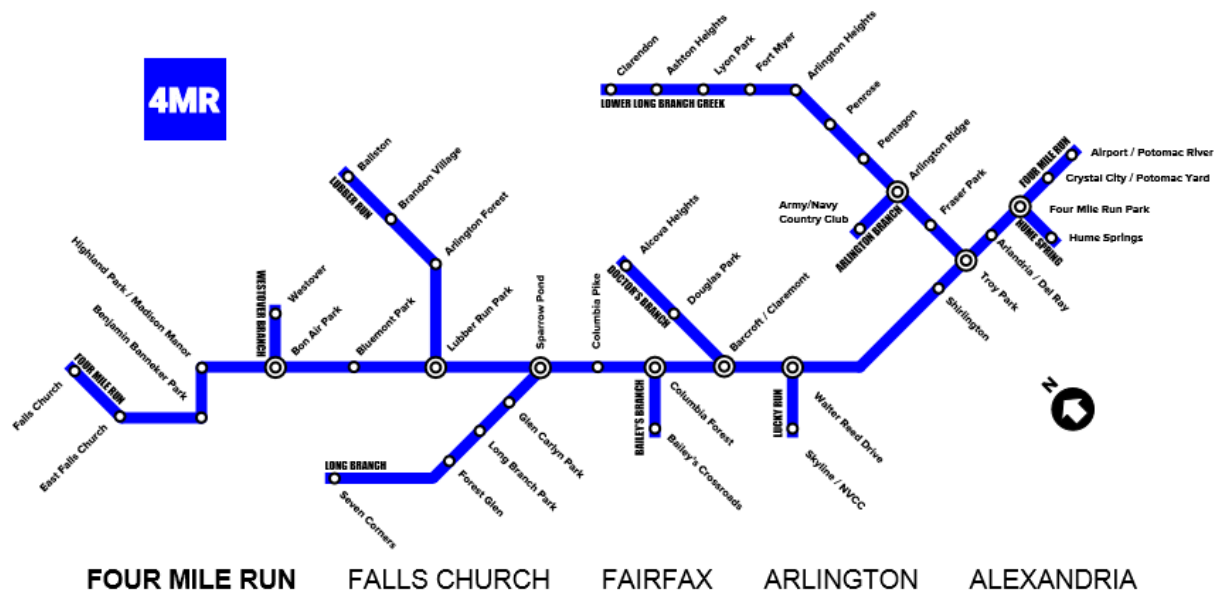 4MR
Clarendon
Ashton Heights
Lyon Park
Fort Myer
Arlington Heights
LOWER LONG BRANCH CREEK
Penrose
Pentagon
Arlington Ridge
Fraser Park
Army/Navy
Country Club
ARLINGTON BRANCH
FOUR MILE RUN
Airport / Potomac River
Crystal City / Potomac Yard
Four Mile Run Park
HUME SPRING
Hume Springs
Arlandria / Del Ray
Troy Park
Shirlington
Ballston
LUBBER RUN
Brandon Village
Arlington Forest
Alcova Heights
DOCTOR'S BRANCH
Douglas Park
Barcroft / Claremont
Highland Park / Madison Manor
Benjamin Banneker Park
WESTOVER BRANCH
Westover
Bon Air Park
Bluemont Park
Lubber Run Park
Sparrow Pond
Columbia Pike
FOUR MILE RUN
Falls Church
East Falls Church
LONG BRANCH
Seven Corners
Forest Glen
Long Branch Park
Glen Carlyn Park
BAILEY'S BRANCH
Columbia Forest
Bailey's Crossroads
LUCKY RUN
Walter Reed Drive
Skyline / NVCC
N
FOUR MILE RUN FALLS CHURCH FAIRFAX ARLINGTON ALEXANDRIA